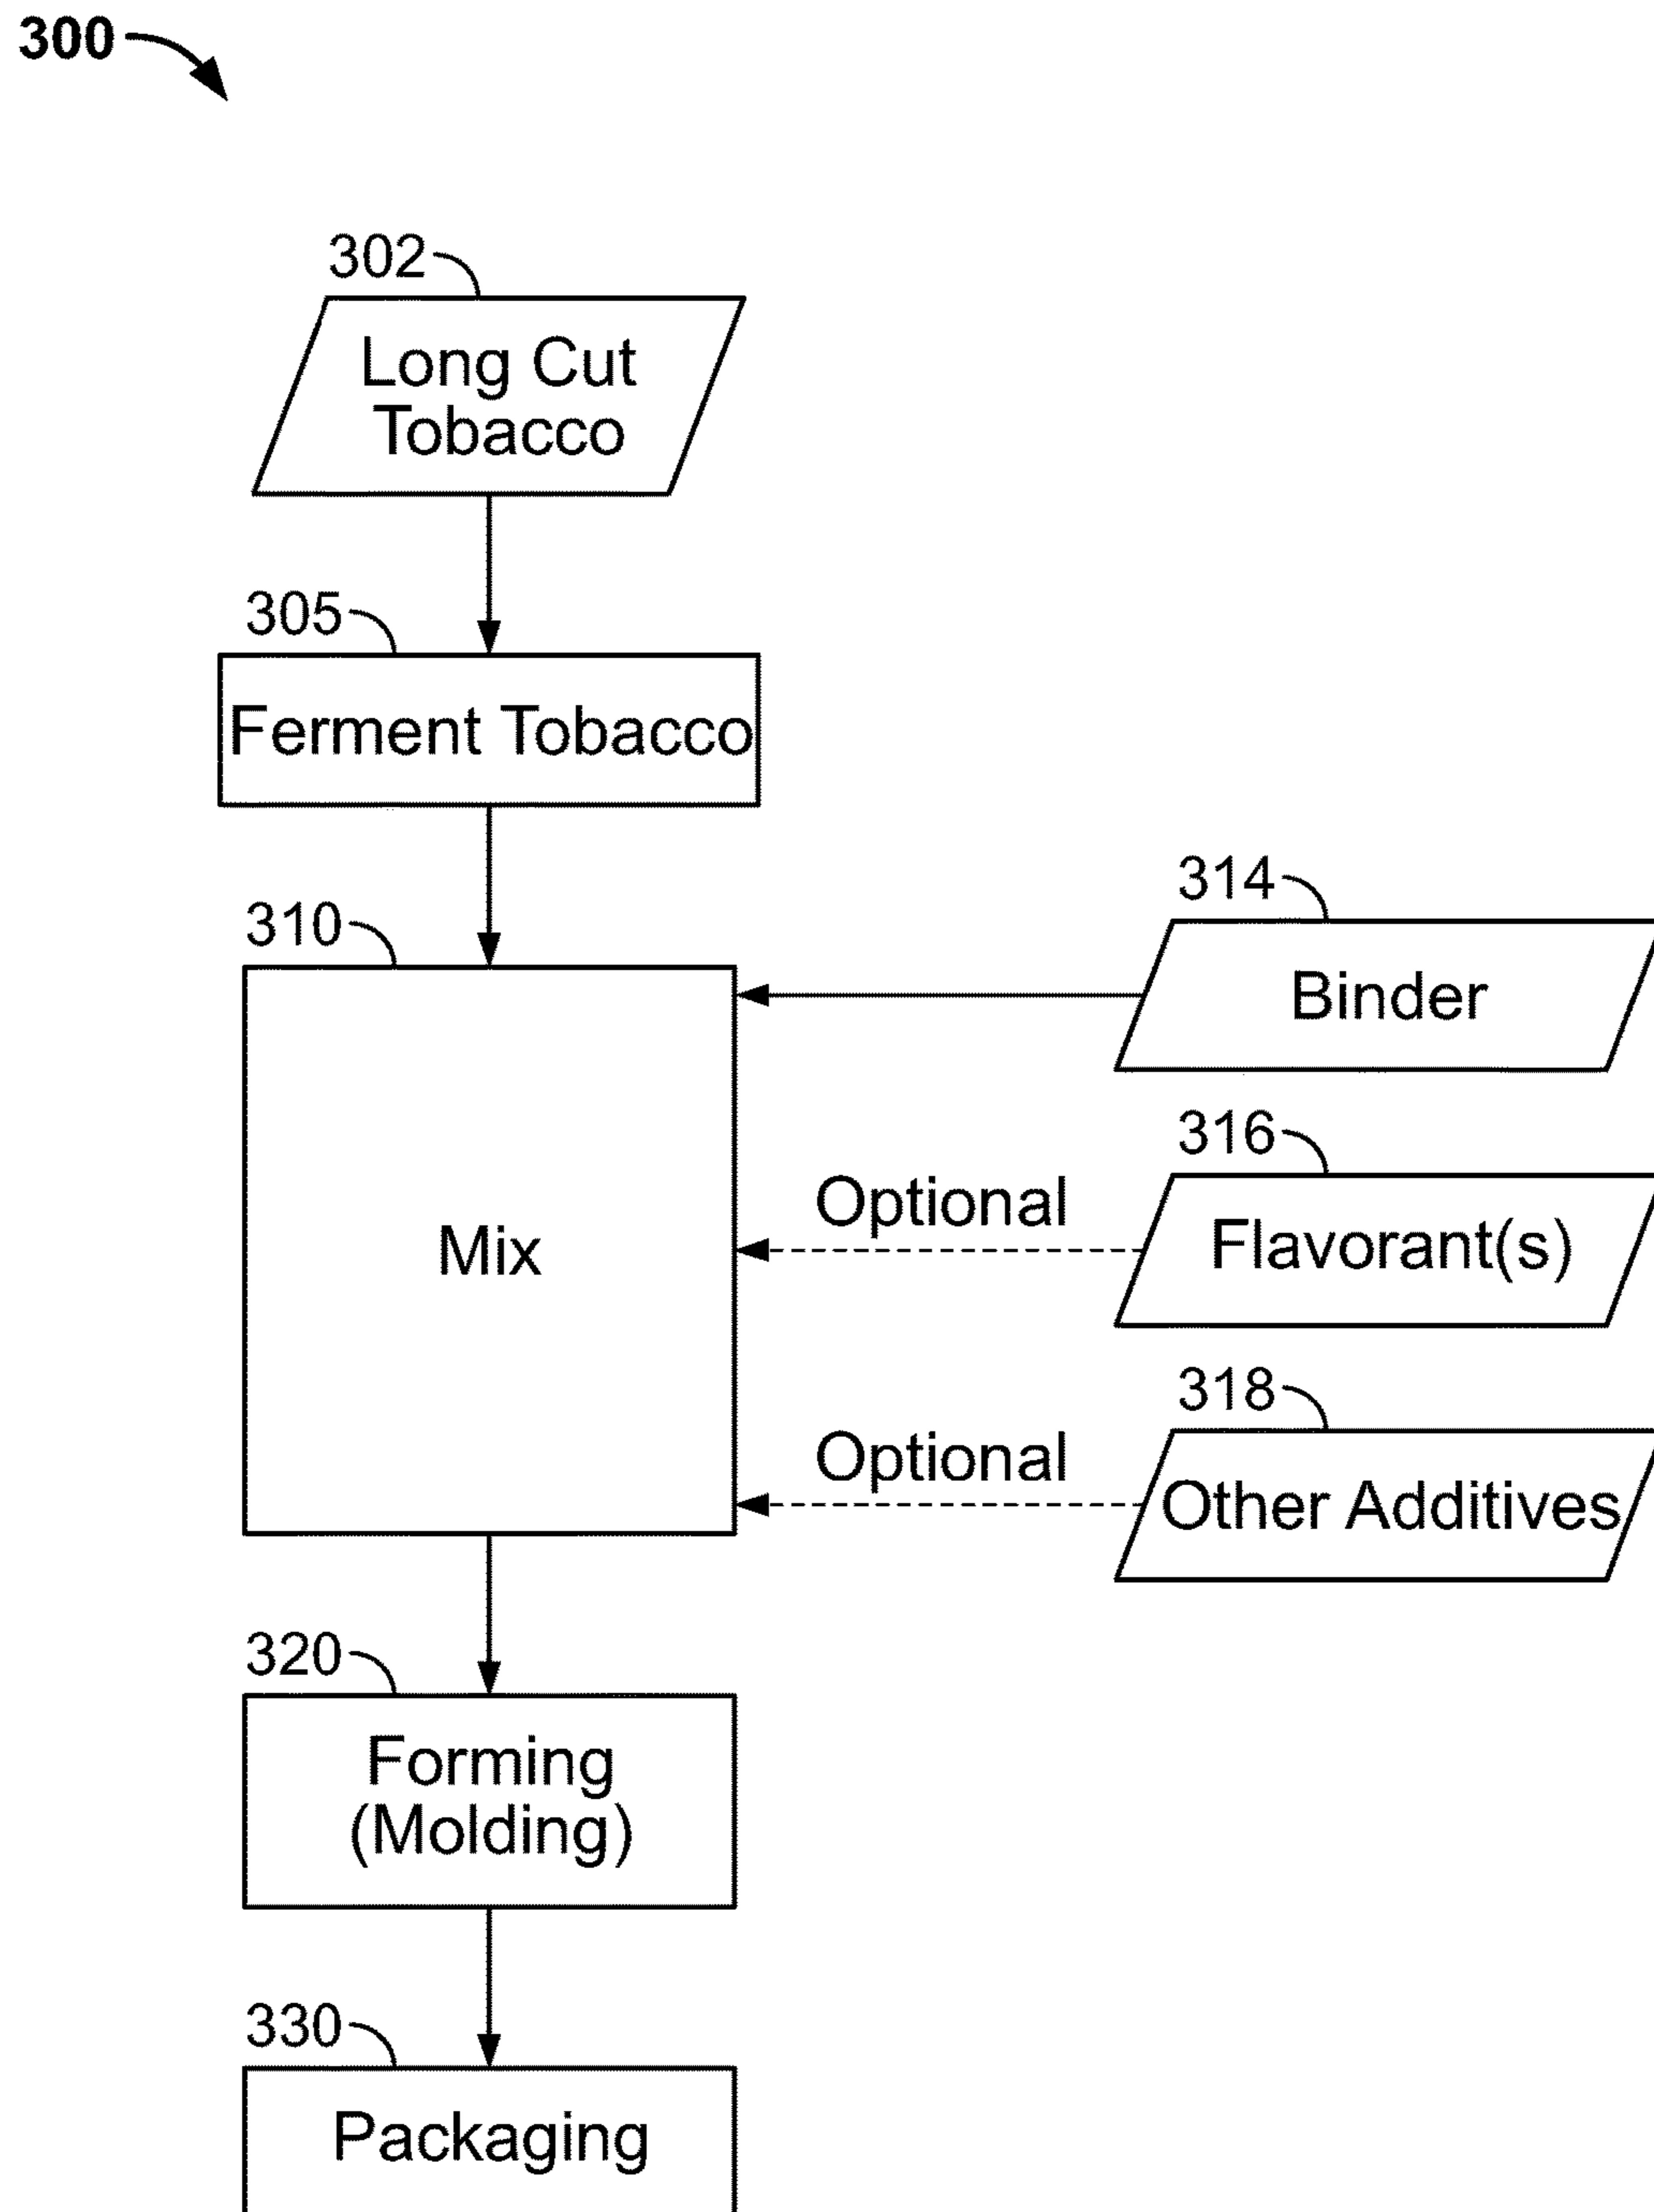 300
302
Long Cut
Tobacco
305
Ferment Tobacco
310
Mix
314
Binder
316
Optional
Flavorant(s)
318
Optional
Other Additives
320
Forming
(Molding)
330
Packaging